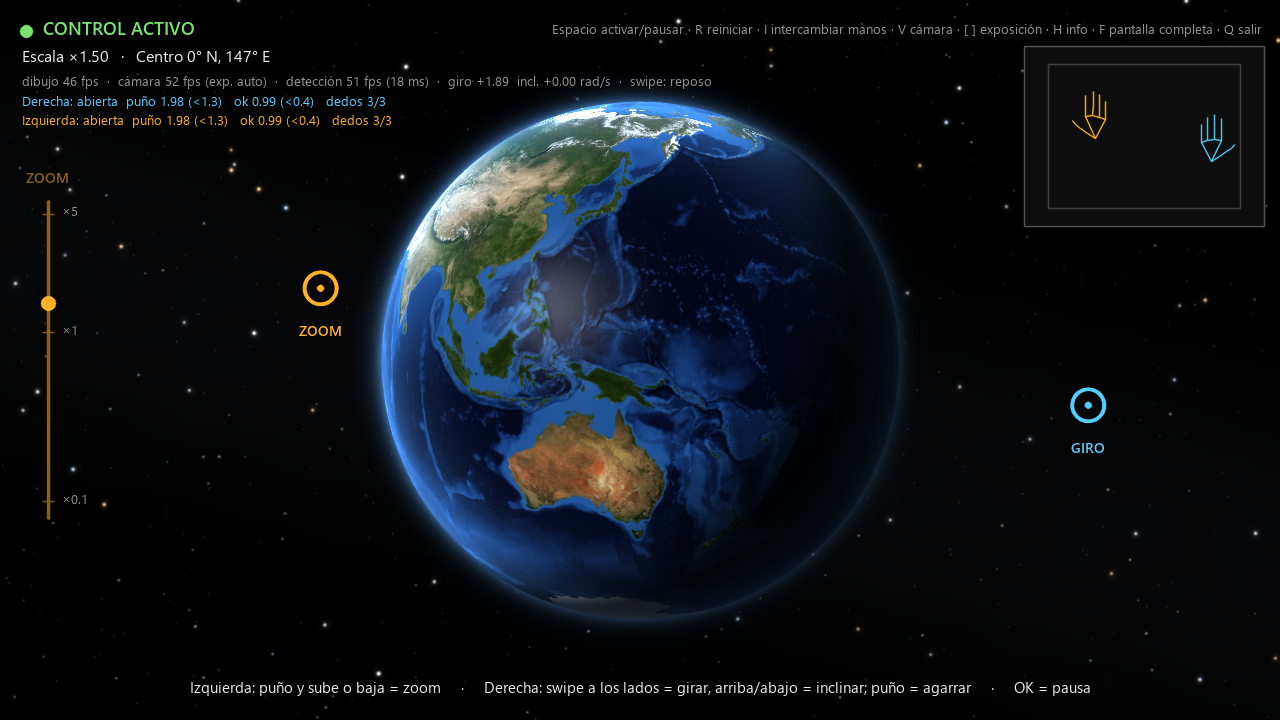 CONTROL ACTIVO
Espacio activar/pausar · R reiniciar · I intercambiar manos · V cámara · [ ] exposición · H info · F pantalla completa · Q salir
Escala ×1.50 · Centro 0° N, 147° E
dibujo 46 fps · cámara 52 fps (exp. auto) · detección 51 fps (18 ms) · giro +1.89 incl. +0.00 rad/s · swipe: reposo
Derecha: abierta puño 1.98 (<1.3) ok 0.99 (<0.4) dedos 3/3
Izquierda: abierta puño 1.98 (<1.3) ok 0.99 (<0.4) dedos 3/3
ZOOM
×5
×1
×0.1
ZOOM
GIRO
Izquierda: puño y sube o baja = zoom · Derecha: swipe a los lados = girar, arriba/abajo = inclinar; puño = agarrar · OK = pausa